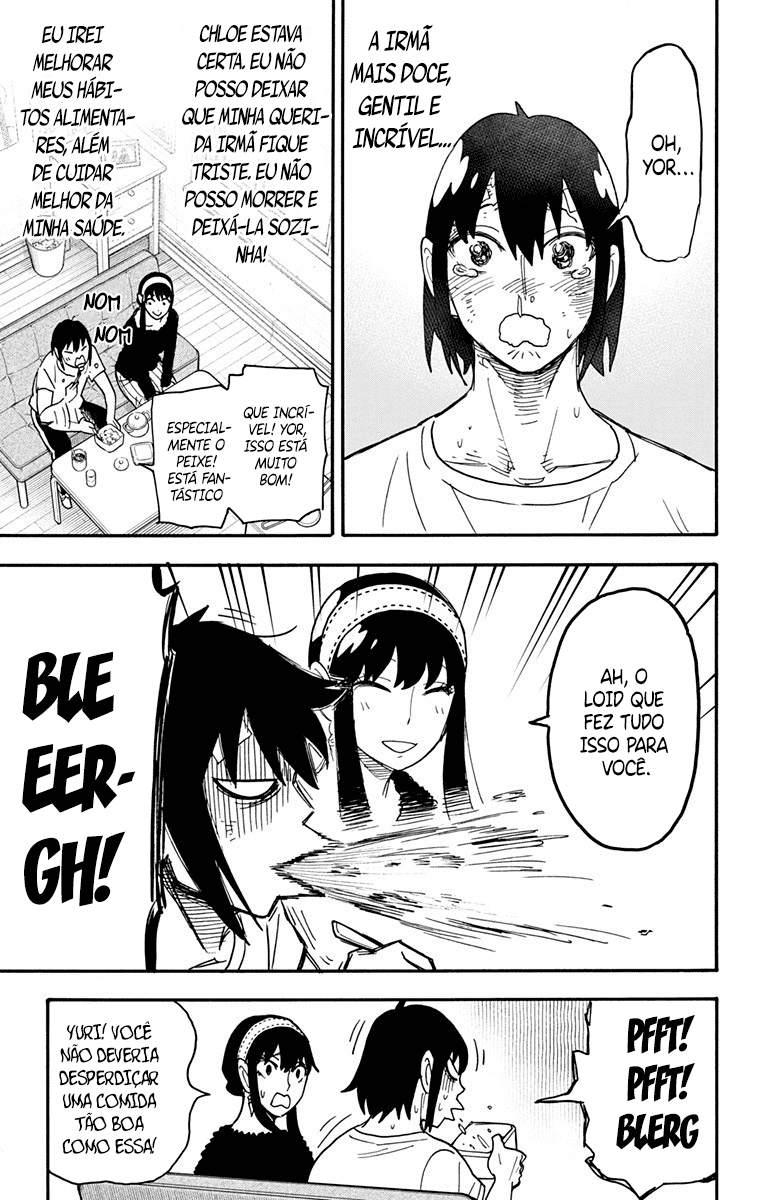 OH,
YOR...
A IRMÃ
MAIS DOCE,
GENTIL E
INCRÍVEL...
CHLOE ESTAVA
CERTA. EU NÃO
POSSO DEIXAR
QUE MINHA QUERI-
DA IRMÃ FIQUE
TRISTE. EU NÃO
POSSO MORRER E
DEIXÁ-LA SOZI-
NHA!
EU IREI
MELHORAR
MEUS HÁBI-
TOS ALIMENTA-
RES, ALÉM
DE CUIDAR
MELHOR DA
MINHA SAÚDE.
NOM
NOM
QUE INCRÍ-
VEL! YOR,
ISSO ESTÁ
MUITO
BOM!
ESPECIAL-
MENTE O
PEIXE!
ESTÁ FAN-
TÁSTICO
AH, O
LOID QUE
FEZ TUDO
ISSO PARA
VOCÊ.
BLE
EER-
GH!
PFFT!
PFFT!
BLERG
YURI! VOCÊ
NÃO DEVERIA
DESPERDIÇAR
UMA COMIDA
TÃO BOA
COMO ESSA!